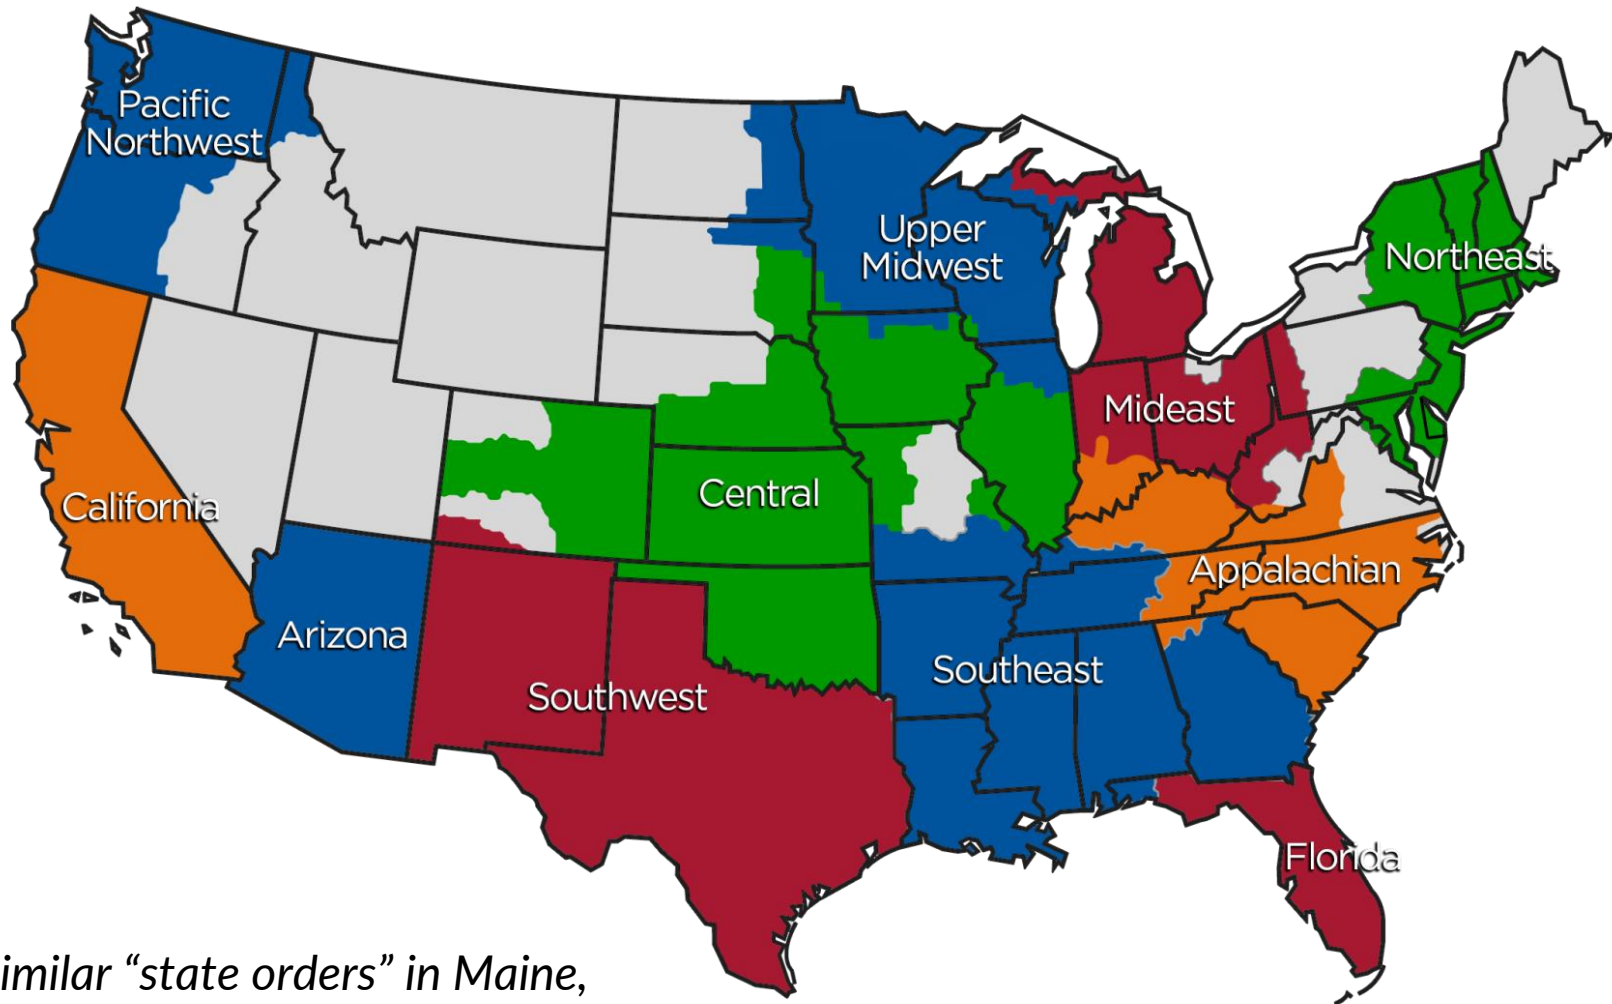 Pacific
Northwest
Upper
Midwest
Northeast
Mideast
California
Central
Appalachian
Arizona
Southeast
Southwest
Florida
imilar “state orders” in Maine,